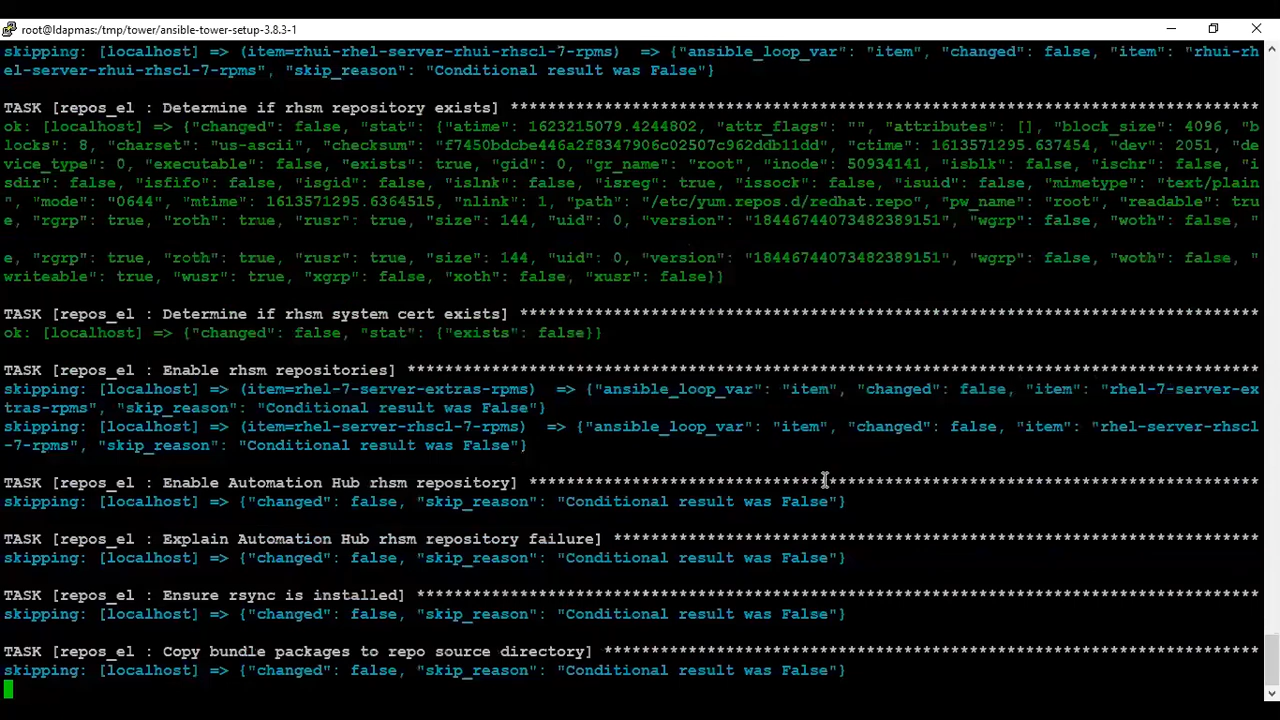 root@ldapmas:/tmp/tower/ansible-tower-setup-3.8.3-1
skipping: [localhost] => (item=rhui-rhel-server-rhui-rhscl-7-rpms)  => {"ansible_loop_var": "item", "changed": false, "item": "rhui-rh
el-server-rhui-rhscl-7-rpms", "skip_reason": "Conditional result was False"}
TASK [repos_el : Determine if rhsm repository exists] ********************************************************************************
ok: [localhost] => {"changed": false, "stat": {"atime": 1623215079.4244802, "attr_flags": "", "attributes": [], "block_size": 4096, "b
locks": 8, "charset": "us-ascii", "checksum": "f7450bdcbe446a2f8347906c02507c962ddb11dd", "ctime": 1613571295.637454, "dev": 2051, "de
vice_type": 0, "executable": false, "exists": true, "gid": 0, "gr_name": "root", "inode": 50934141, "isblk": false, "ischr": false, "i
sdir": false, "isfifo": false, "isgid": false, "islnk": false, "isreg": true, "issock": false, "isuid": false, "mimetype": "text/plain
", "mode": "0644", "mtime": 1613571295.6364515, "nlink": 1, "path": "/etc/yum.repos.d/redhat.repo", "pw_name": "root", "readable": tru
e, "rgrp": true, "roth": true, "rusr": true, "size": 144, "uid": 0, "version": "18446744073482389151", "wgrp": false, "woth": false, "
e, "rgrp": true, "roth": true, "rusr": true, "size": 144, "uid": 0, "version": "18446744073482389151", "wgrp": false, "woth": false, "
writeable": true, "wusr": true, "xgrp": false, "xoth": false, "xusr": false}}
TASK [repos_el : Determine if rhsm system cert exists] *******************************************************************************
ok: [localhost] => {"changed": false, "stat": {"exists": false}}
TASK [repos_el : Enable rhsm repositories] *******************************************************************************************
skipping: [localhost] => (item=rhel-7-server-extras-rpms)  => {"ansible_loop_var": "item", "changed": false, "item": "rhel-7-server-ex
tras-rpms", "skip_reason": "Conditional result was False"}
skipping: [localhost] => (item=rhel-server-rhscl-7-rpms)  => {"ansible_loop_var": "item", "changed": false, "item": "rhel-server-rhscl
-7-rpms", "skip_reason": "Conditional result was False"}
TASK [repos_el : Enable Automation Hub rhsm repository] ******************************************************************************
skipping: [localhost] => {"changed": false, "skip_reason": "Conditional result was False"}
TASK [repos_el : Explain Automation Hub rhsm repository failure] *********************************************************************
skipping: [localhost] => {"changed": false, "skip_reason": "Conditional result was False"}
TASK [repos_el : Ensure rsync is installed] ******************************************************************************************
skipping: [localhost] => {"changed": false, "skip_reason": "Conditional result was False"}
TASK [repos_el : Copy bundle packages to repo source directory] **********************************************************************
skipping: [localhost] => {"changed": false, "skip_reason": "Conditional result was False"}